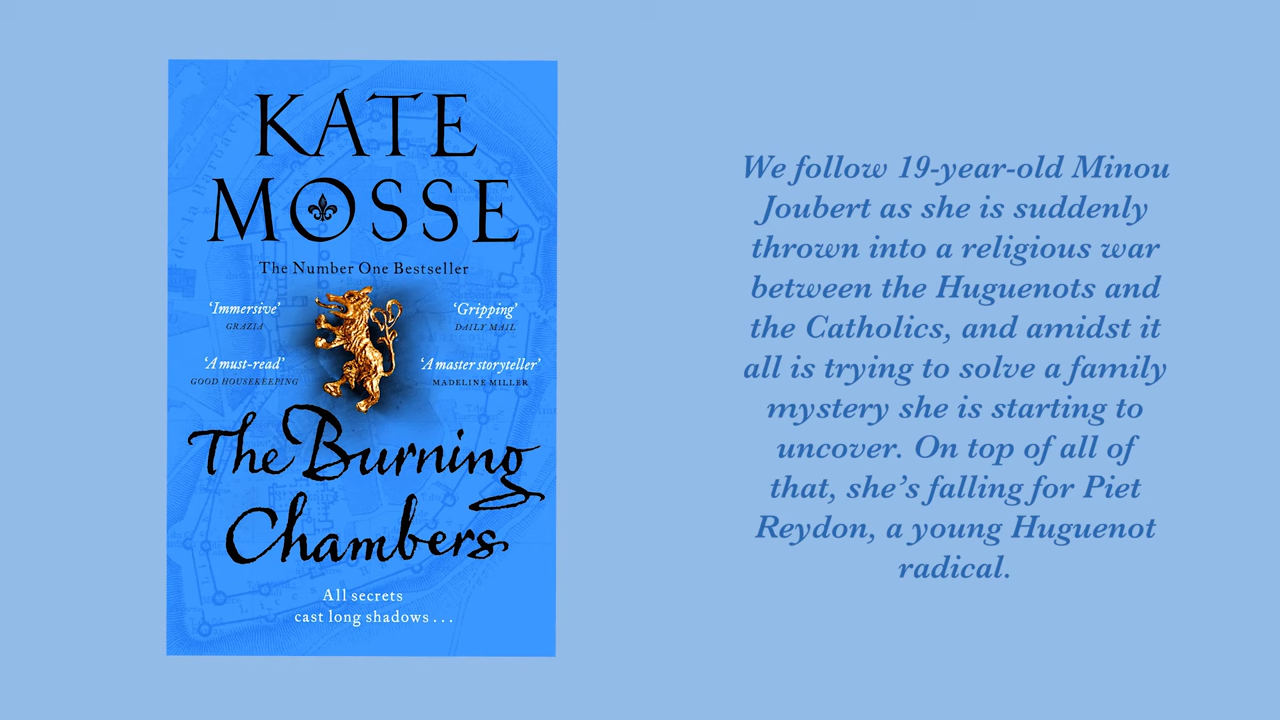 KATE
MOSSE
The Number One Bestseller
‘Immersive’
GRAZIA
‘Gripping’
DAILY MAIL
‘A must-read’
GOOD HOUSEKEEPING
‘A master storyteller’
MADELINE MILLER
The Burning
Chambers
All secrets
cast long shadows . . .
We follow 19-year-old Minou
Joubert as she is suddenly
thrown into a religious war
between the Huguenots and
the Catholics, and amidst it
all is trying to solve a family
mystery she is starting to
uncover. On top of all of
that, she’s falling for Piet
Reydon, a young Huguenot
radical.